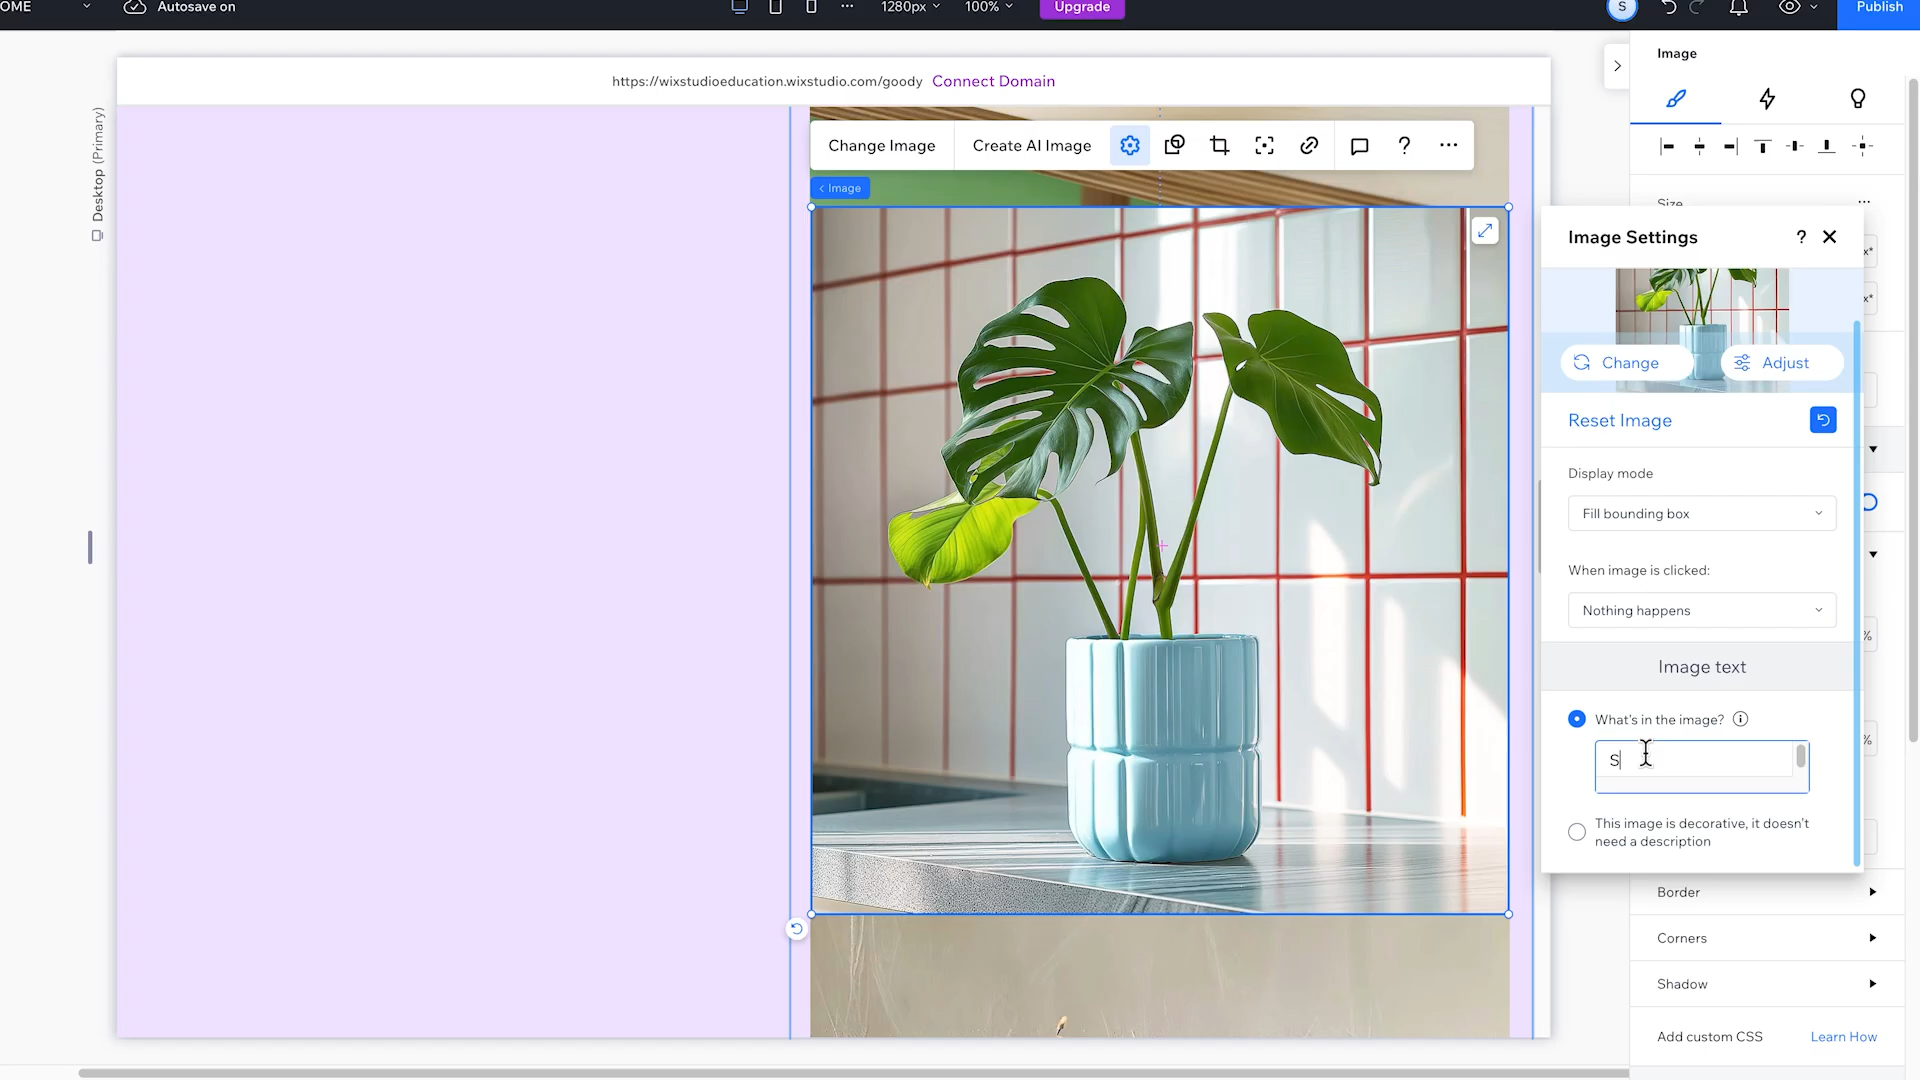 OME
Autosave on
1280px
100%
Upgrade
S
Publish
https://wixstudioeducation.wixstudio.com/goody
Connect Domain
Image
Desktop (Primary)
Change Image
Create AI Image
?
Image
Size
Image Settings
?
x*
x*
Change
Adjust
Reset Image
Display mode
Fill bounding box
When image is clicked:
Nothing happens
%
Image text
What's in the image?
S
%
This image is decorative, it doesn't
need a description
Border
Corners
Shadow
Add custom CSS
Learn How